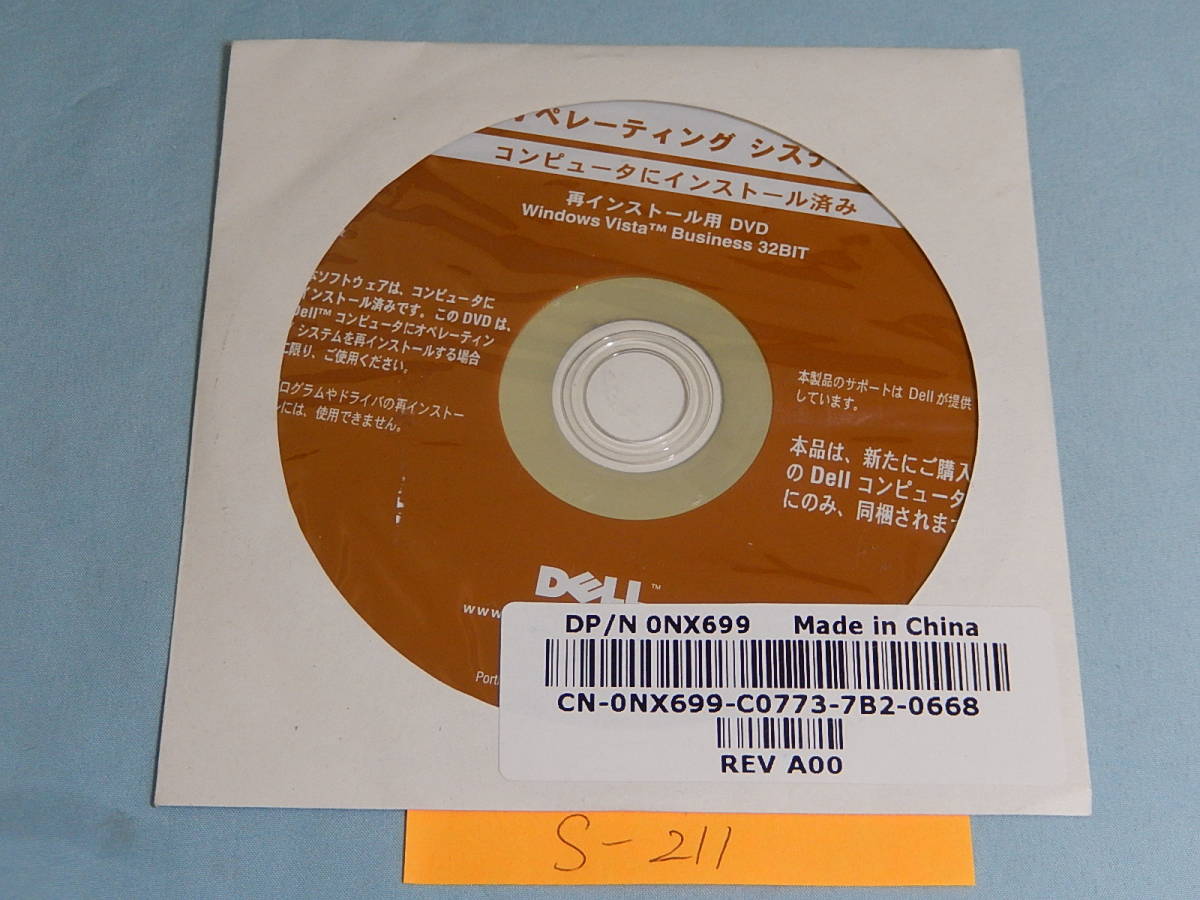 ペレーティング システ
コンピュータにインストール済み
再インストール用 DVD
Windows Vista™ Business 32BIT
ソフトウェアは、コンピュータに
インストール済みです。この DVD は、
Dell™ コンピュータにオペレーティン
システムを再インストールする場合
に限り、ご使用ください。
ログラムやドライバの再インストー
ルには、使用できません。
本製品のサポートは Dell が提供
しています。
本品は、新たにご購入
の Dell コンピュータ
にのみ、同梱されま
DELL™
www.
Port
DP/N 0NX699 Made in China
CN-0NX699-C0773-7B2-0668
REV A00
S-211